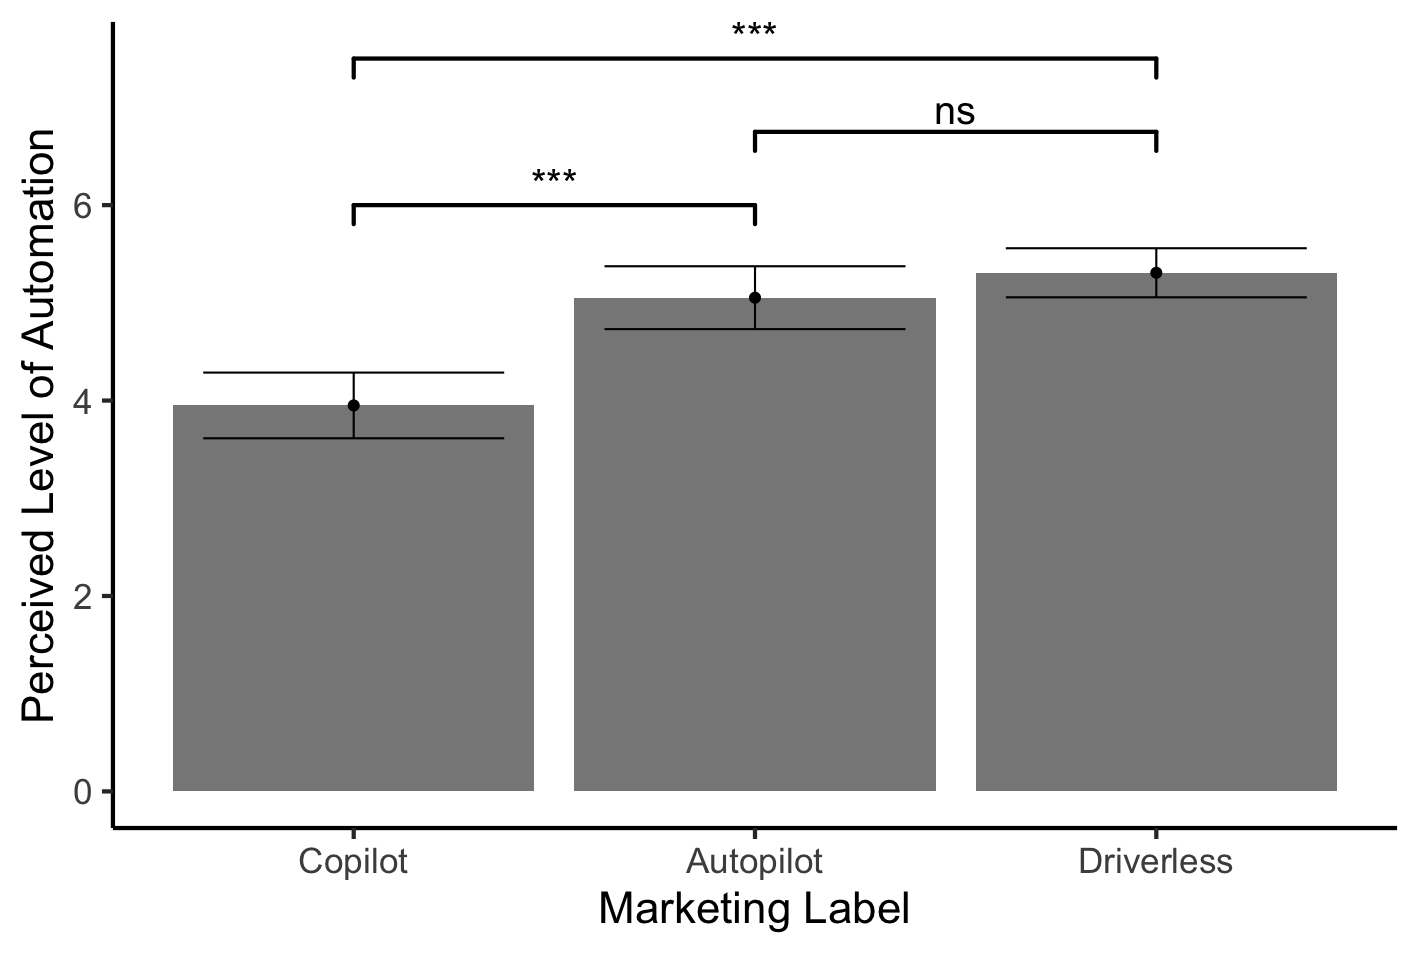 ***
ns
***
Perceived Level of Automation
6
4
2
0
Copilot
Autopilot
Driverless
Marketing Label